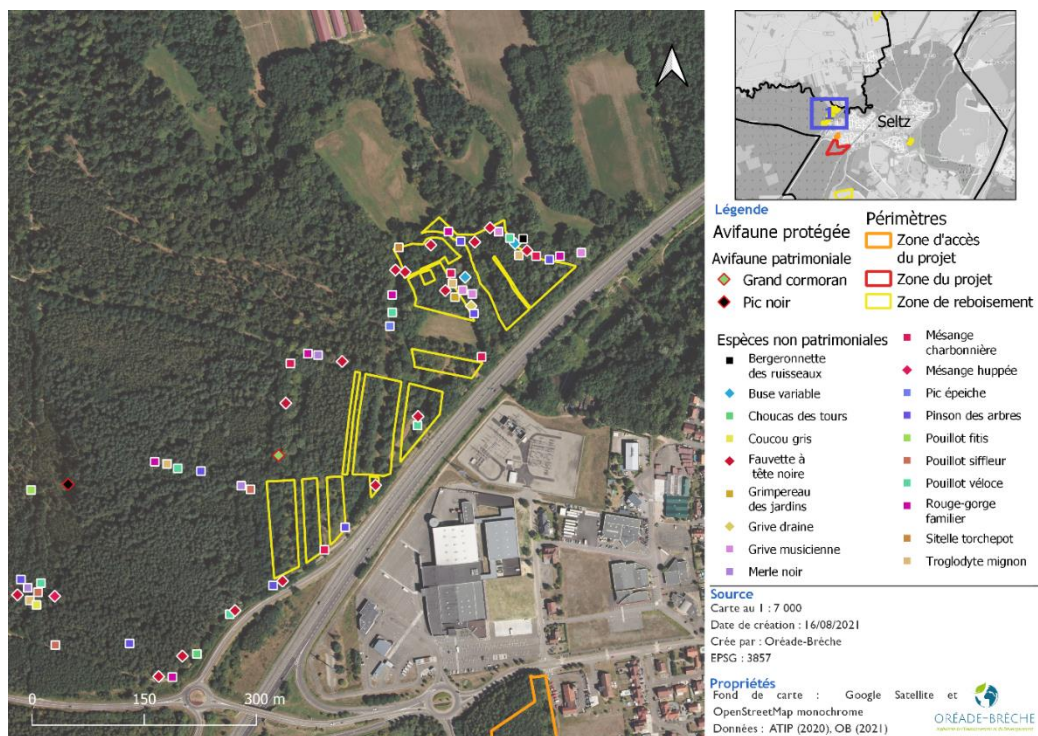 0
150
300 m
1
Seltz
Légende
Avifaune protégée
Avifaune patrimoniale
Grand cormoran
Pic noir
Périmètres
Zone d'accès
du projet
Zone du projet
Zone de reboisement
Espèces non patrimoniales
Bergeronnette
des ruisseaux
Buse variable
Choucas des tours
Coucou gris
Fauvette à
tête noire
Grimpereau
des jardins
Grive draine
Grive musicienne
Merle noir
Mésange
charbonnière
Mésange huppée
Pic épeiche
Pinson des arbres
Pouillot fitis
Pouillot siffleur
Pouillot véloce
Rouge-gorge
familier
Sitelle torchepot
Troglodyte mignon
Source
Carte au 1 : 7 000
Date de création : 16/08/2021
Crée par : Oréade-Brèche
EPSG : 3857
Propriétés
Fond de carte : Google Satellite et
OpenStreetMap monochrome
Données : ATIP (2020), OB (2021)
ORÉADE-BRÈCHE